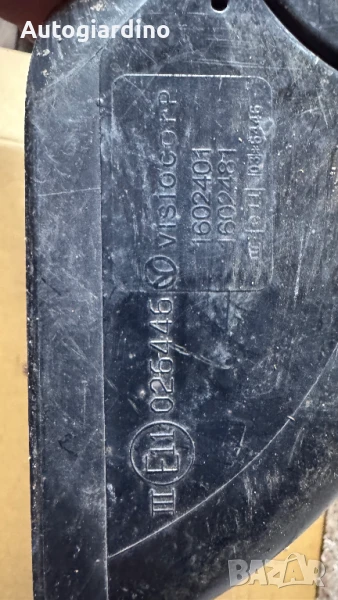 Autogiardino
VISIOCORP
1602401
1602481
III E11 026446
BAZAR